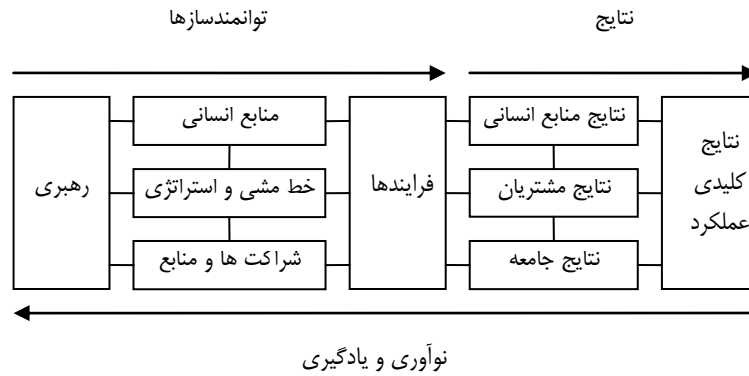 توانمندسازها
نتایج
رهبری
منابع انسانی
خط مشی و استراتژی
شراکت ها و منابع
فرایندها
نتایج منابع انسانی
نتایج مشتریان
نتایج جامعه
نتایج
کلیدی
عملکرد
نوآوری و یادگیری